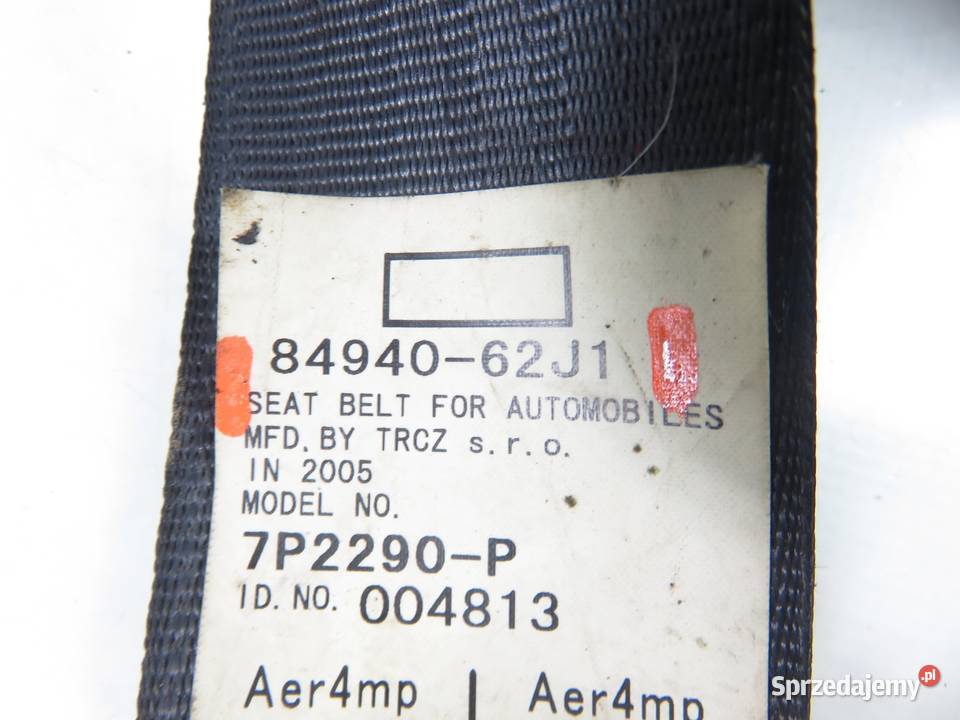 84940-62J1
SEAT BELT FOR AUTOMOBILES
MFD. BY TRCZ s.r.o.
IN 2005
MODEL NO.
7P2290-P
ID. NO. 004813
Aer4mp | Aer4mp
Sprzedajemy.pl